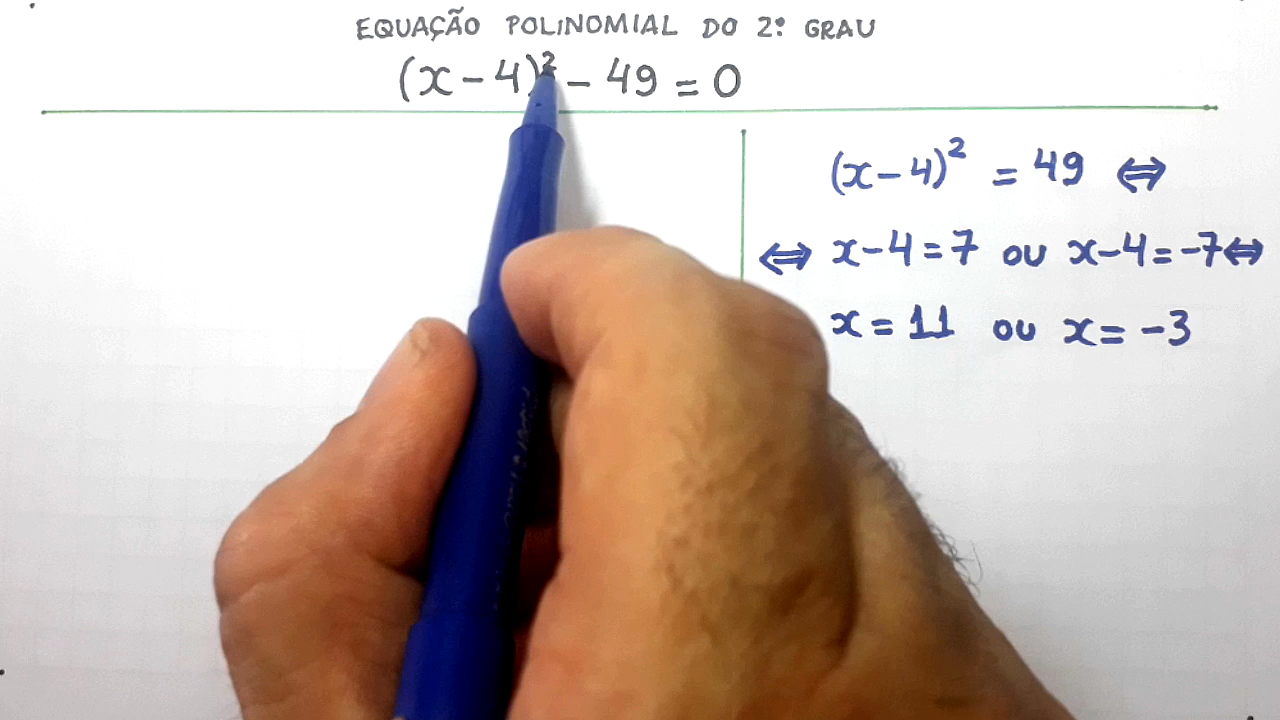 EQUAÇÃO POLINOMIAL DO 2º GRAU
(x - 4)² - 49 = 0
(x - 4)² = 49 ⇔
⇔ x - 4 = 7 ou x - 4 = -7 ⇔
x = 11 ou x = -3